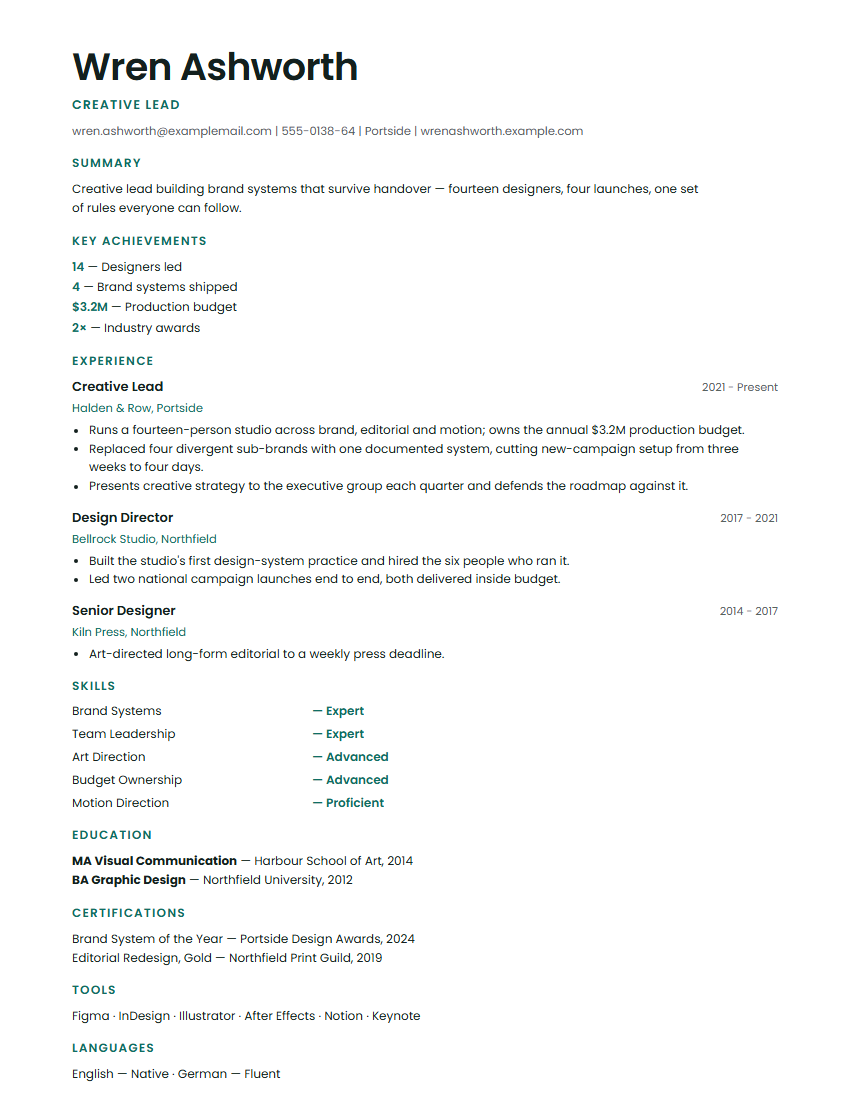 Wren Ashworth
CREATIVE LEAD
wren.ashworth@examplemail.com | 555-0138-64 | Portside | wrenashworth.example.com
SUMMARY
Creative lead building brand systems that survive handover — fourteen designers, four launches, one set
of rules everyone can follow.
KEY ACHIEVEMENTS
14 — Designers led
4 — Brand systems shipped
$3.2M — Production budget
2× — Industry awards
EXPERIENCE
Creative Lead 2021 - Present
Halden & Row, Portside
• Runs a fourteen-person studio across brand, editorial and motion; owns the annual $3.2M production budget.
• Replaced four divergent sub-brands with one documented system, cutting new-campaign setup from three
weeks to four days.
• Presents creative strategy to the executive group each quarter and defends the roadmap against it.
Design Director 2017 - 2021
Bellrock Studio, Northfield
• Built the studio's first design-system practice and hired the six people who ran it.
• Led two national campaign launches end to end, both delivered inside budget.
Senior Designer 2014 - 2017
Kiln Press, Northfield
• Art-directed long-form editorial to a weekly press deadline.
SKILLS
Brand Systems — Expert
Team Leadership — Expert
Art Direction — Advanced
Budget Ownership — Advanced
Motion Direction — Proficient
EDUCATION
MA Visual Communication — Harbour School of Art, 2014
BA Graphic Design — Northfield University, 2012
CERTIFICATIONS
Brand System of the Year — Portside Design Awards, 2024
Editorial Redesign, Gold — Northfield Print Guild, 2019
TOOLS
Figma · InDesign · Illustrator · After Effects · Notion · Keynote
LANGUAGES
English — Native · German — Fluent